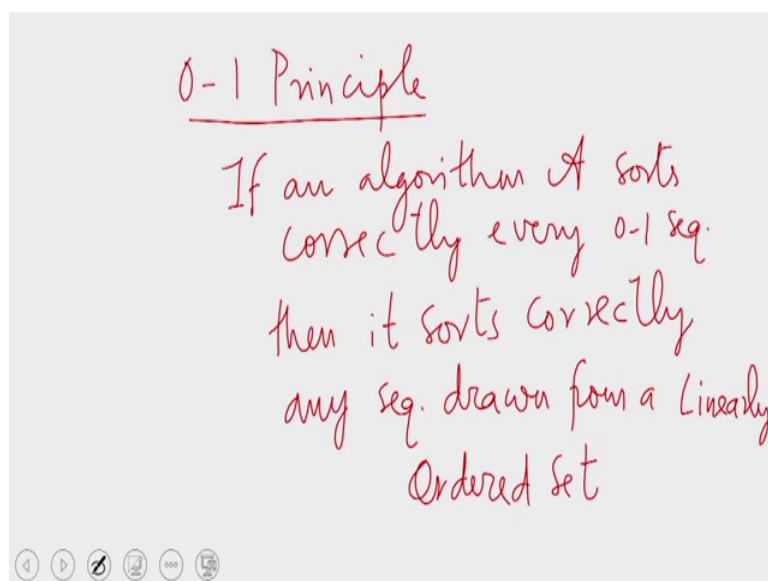 0-1 Principle
If an algorithm A sorts
correctly every 0-1 seq.
then it sorts correctly
any seq. drawn from a Linearly
Ordered Set